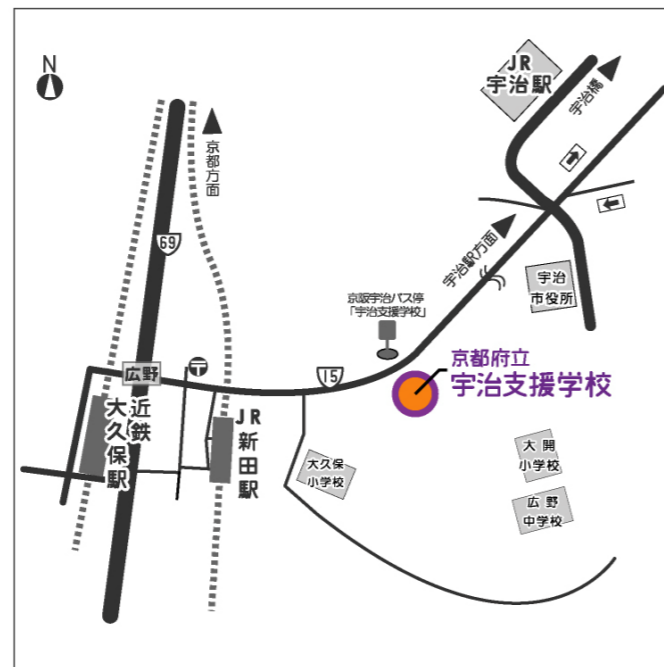 N
JR
宇治駅
宇治橋
京都方面
69
宇治駅方面
宇治
市役所
京阪宇治バス停
「宇治支援学校」
京都府立
宇治支援学校
広野
〒
15
近鉄
大久保駅
JR
新田駅
大久保
小学校
大開
小学校
広野
中学校